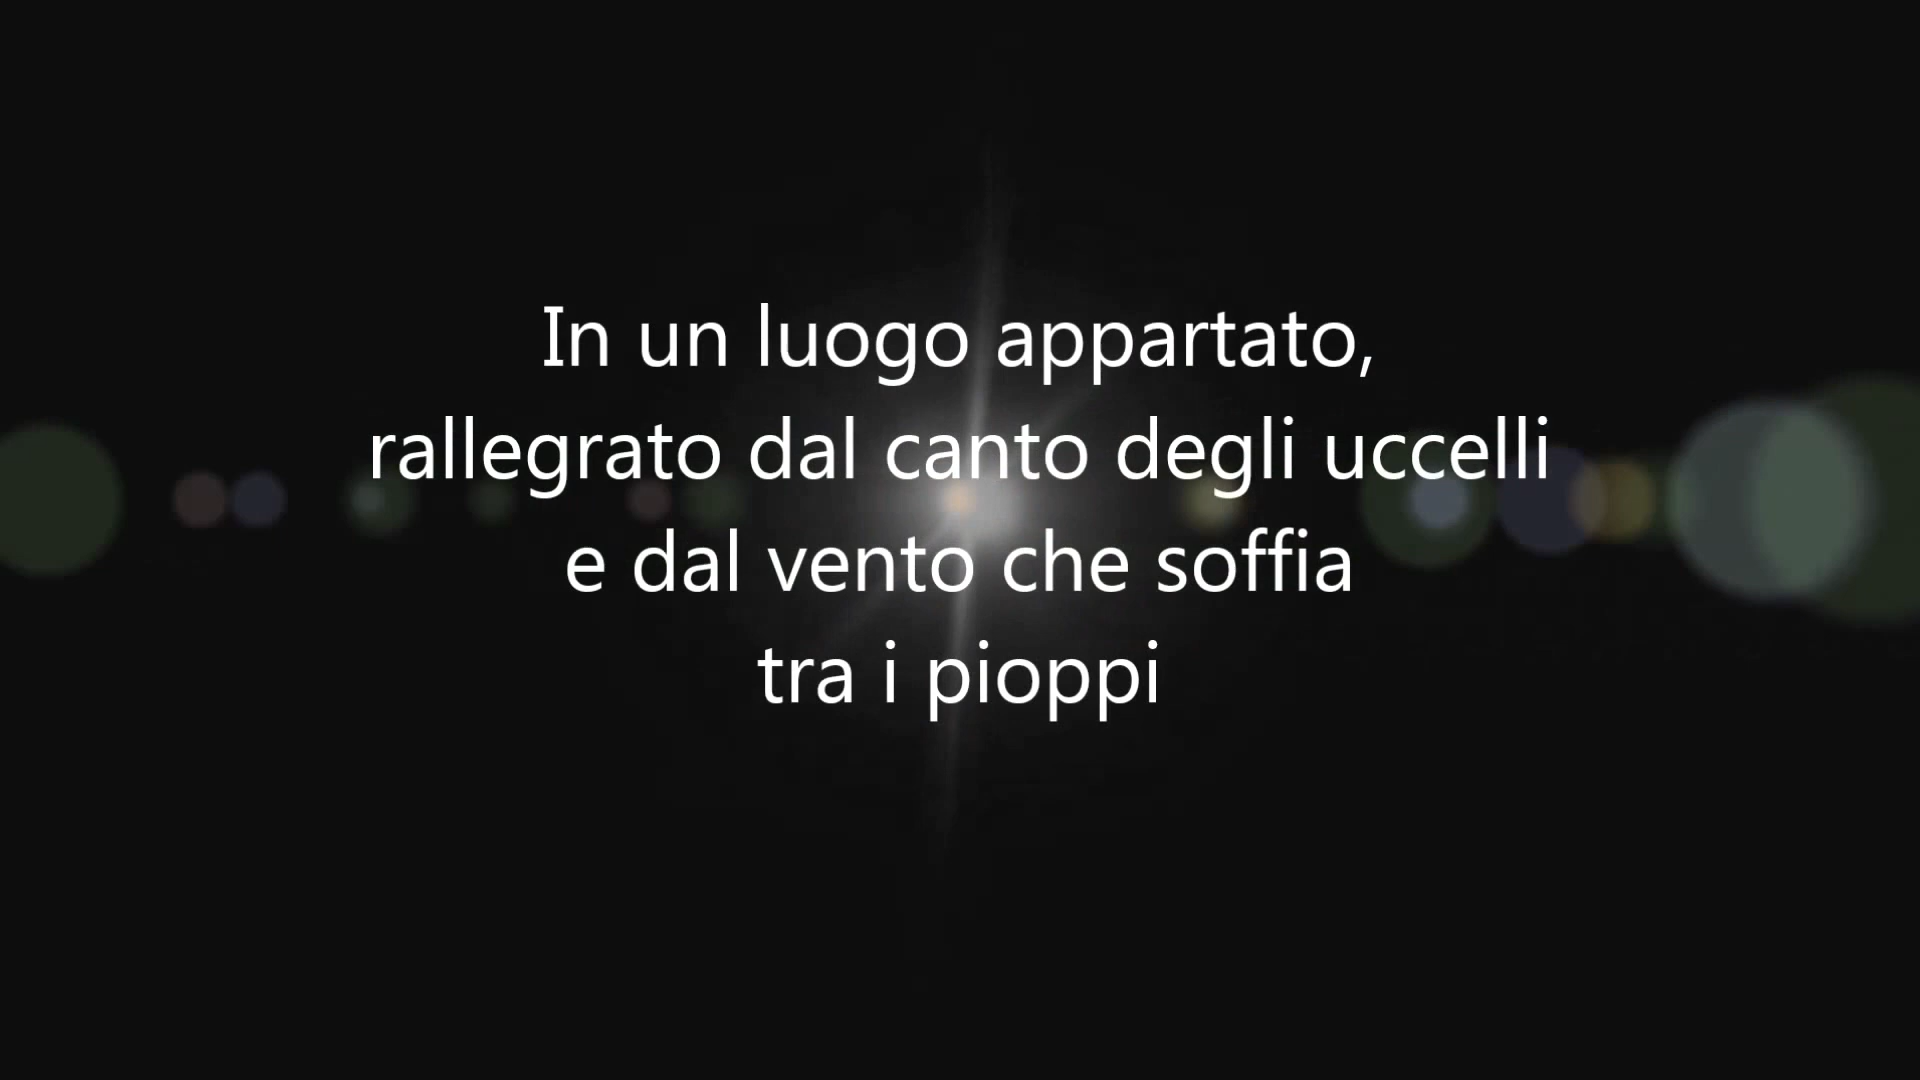 In un luogo appartato,
rallegrato dal canto degli uccelli
e dal vento che soffia
tra i pioppi